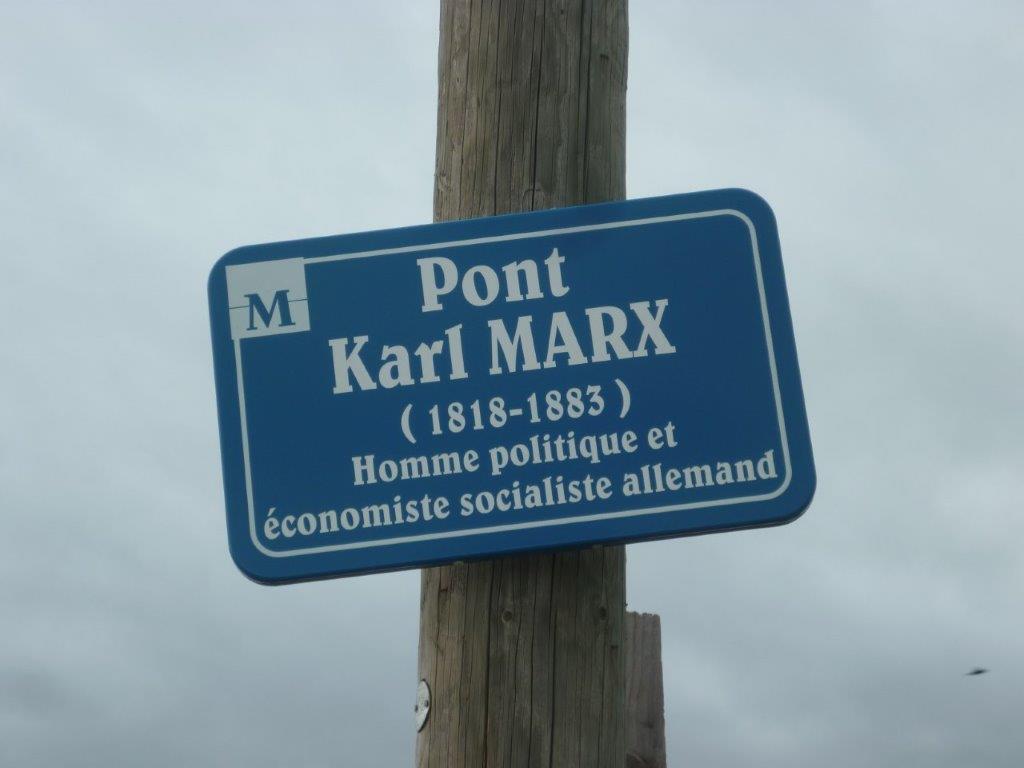 M
Pont
Karl MARX
( 1818-1883 )
Homme politique et
économiste socialiste allemand